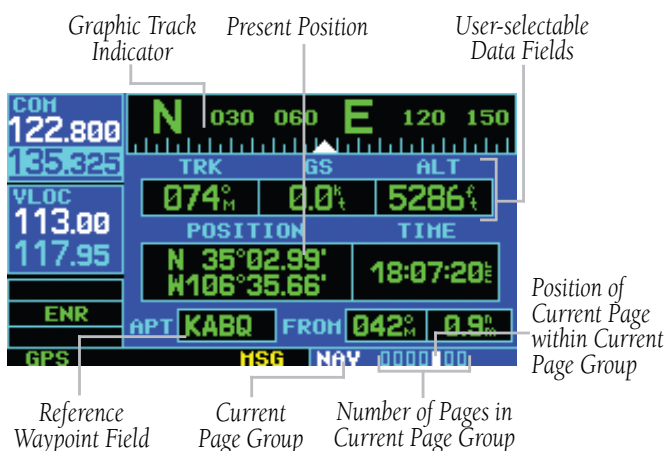 Graphic Track
Indicator
Present Position
User-selectable
Data Fields
COM
122.800
135.325
N 030 060 E 120 150
TRK GS ALT
074°M 0.0kt 5286ft
VLOC
113.00
117.95
POSITION TIME
N 35°02.99'
W106°35.66'
18:07:20
ENR
APT KABQ FROM 042°M 0.9nm
GPS MSG NAV
Position of
Current Page
within Current
Page Group
Reference
Waypoint Field
Current
Page Group
Number of Pages in
Current Page Group